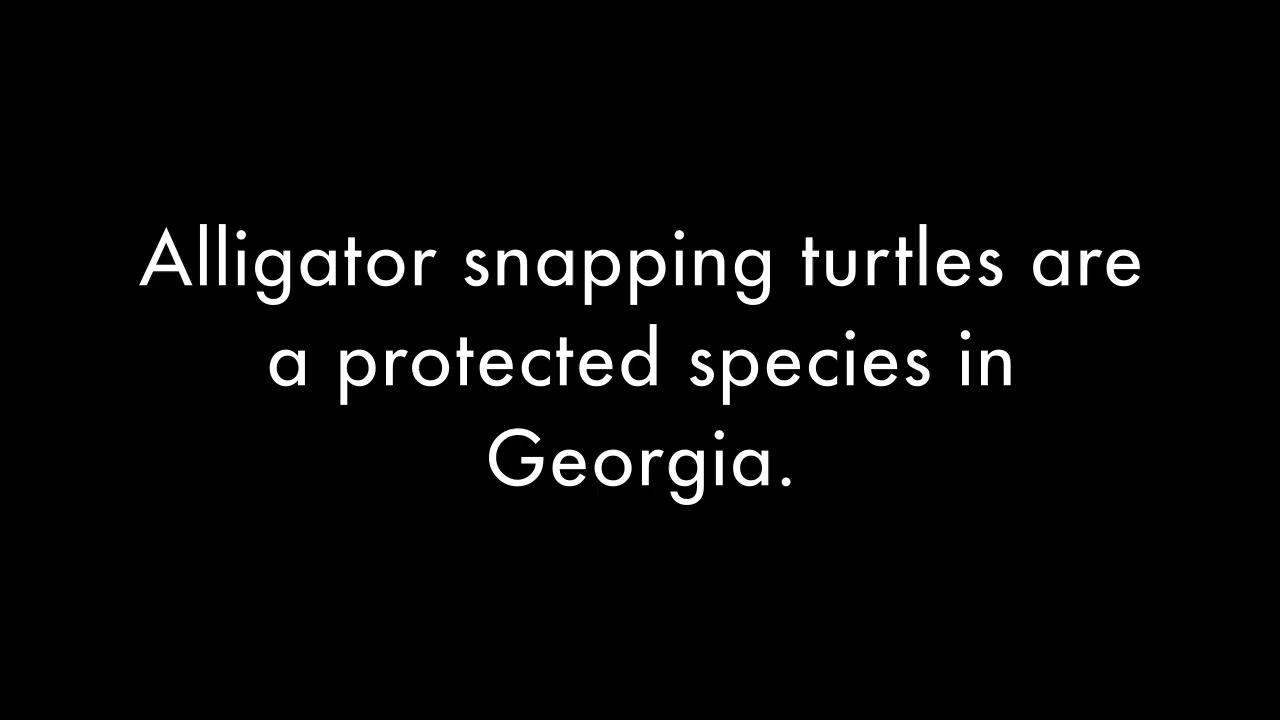 Alligator snapping turtles are
a protected species in
Georgia.